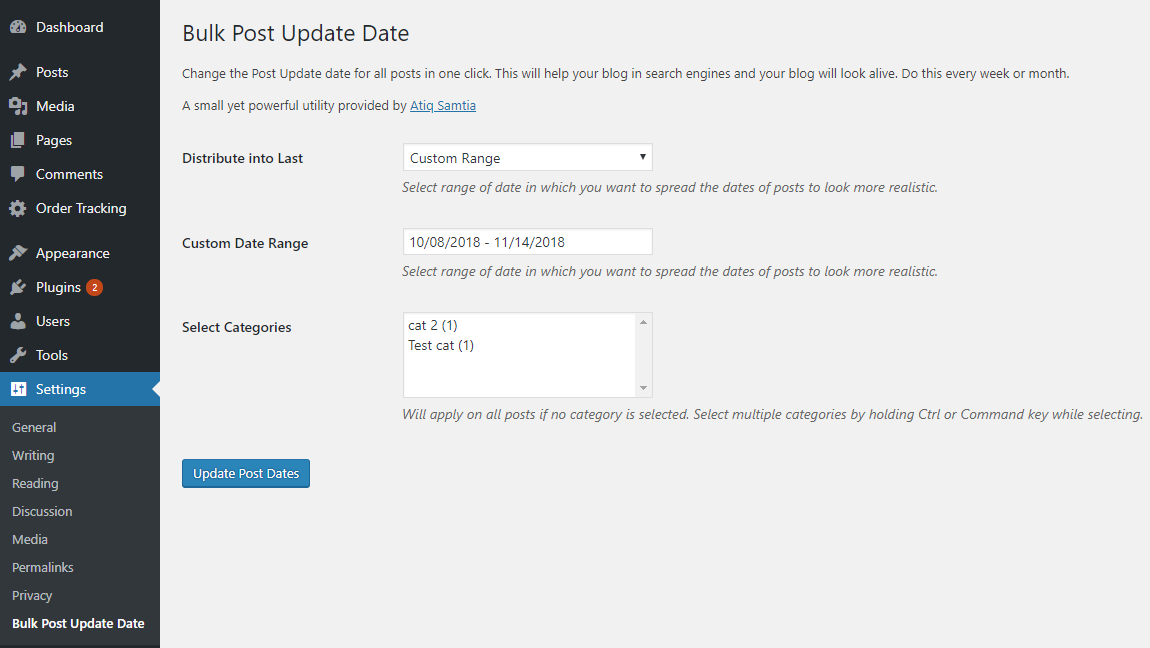 Dashboard
Posts
Media
Pages
Comments
Order Tracking
Appearance
Plugins 2
Users
Tools
Settings
General
Writing
Reading
Discussion
Media
Permalinks
Privacy
Bulk Post Update Date
Bulk Post Update Date
Change the Post Update date for all posts in one click. This will help your blog in search engines and your blog will look alive. Do this every week or month.
A small yet powerful utility provided by Atiq Samtia
Distribute into Last
Custom Range
Select range of date in which you want to spread the dates of posts to look more realistic.
Custom Date Range
10/08/2018 - 11/14/2018
Select range of date in which you want to spread the dates of posts to look more realistic.
Select Categories
cat 2 (1)
Test cat (1)
Will apply on all posts if no category is selected. Select multiple categories by holding Ctrl or Command key while selecting.
Update Post Dates